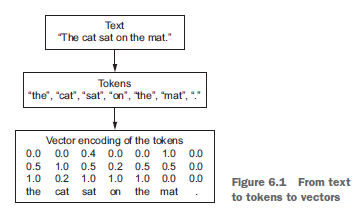 Text
"The cat sat on the mat."
Tokens
"the", "cat", "sat", "on", "the", "mat", "."
Vector encoding of the tokens
0.0 0.0 0.4 0.0 0.0 1.0 0.0
0.5 1.0 0.5 0.2 0.5 0.5 0.0
1.0 0.2 1.0 1.0 1.0 0.0 0.0
the cat sat on the mat .
Figure 6.1 From text
to tokens to vectors